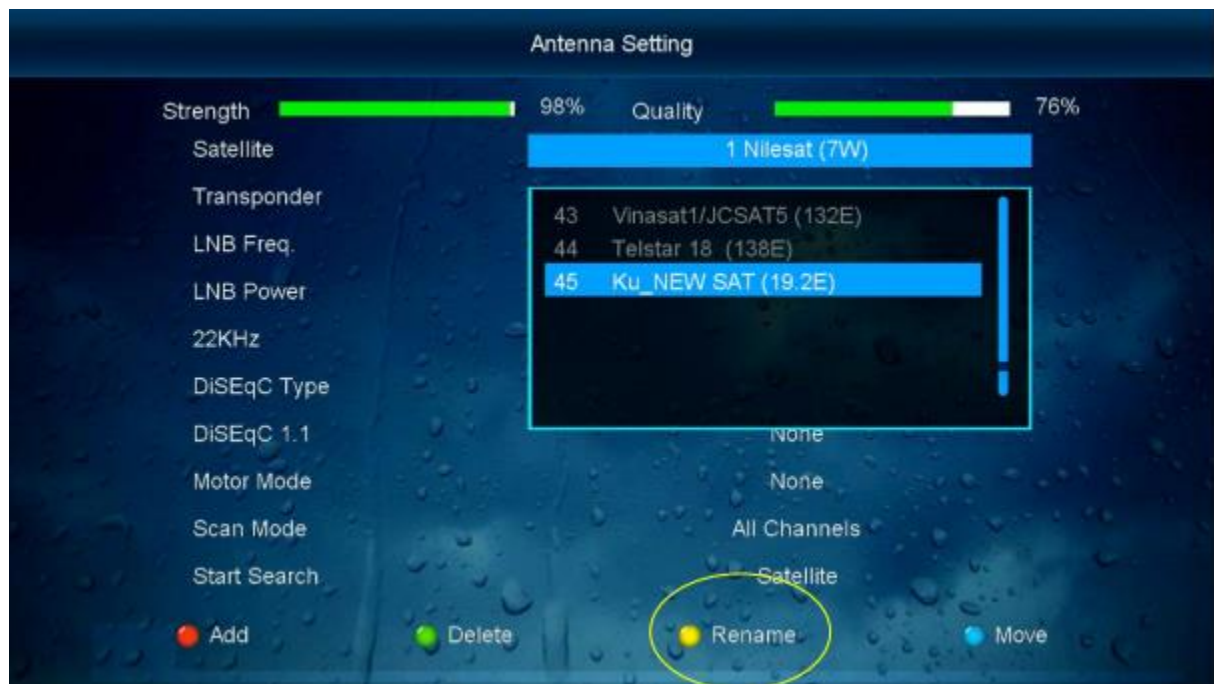 Antenna Setting
Strength 98% Quality 76%
Satellite 1 Nilesat (7W)
Transponder
43 Vinasat1/JCSAT5 (132E)
LNB Freq. 44 Telstar 18 (138E)
LNB Power 45 Ku_NEW SAT (19.2E)
22KHz
DiSEqC Type
DiSEqC 1.1 None
Motor Mode None
Scan Mode All Channels
Start Search Satellite
Add Delete Rename Move